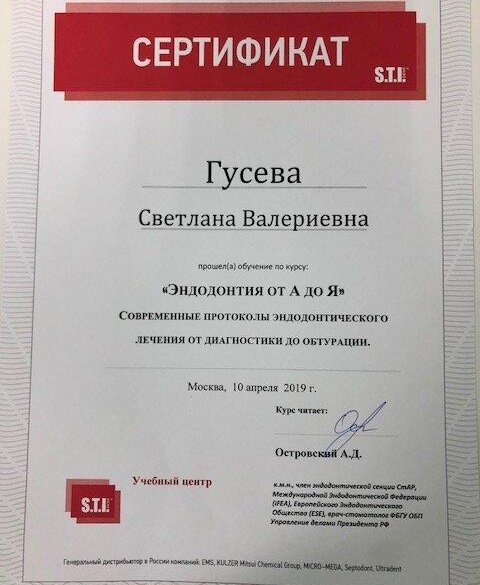 СЕРТИФИКАТ
S.T.I.
Гусева
Светлана Валериевна
прошел(а) обучение по курсу:
«Эндодонтия от А до Я»
Современные протоколы эндодонтического
лечения от диагностики до обтурации.
Москва, 10 апреля 2019 г.
Курс читает:
Островский А.Д.
Учебный центр
S.T.I.
к.м.н., член эндодонтической секции СтАР,
Международной Эндодонтической Федерации
(IFEA), Европейского Эндодонтического
Общества (ESE), врач-стоматолог ФБГУ ОБП
Управление делами Президента РФ
Генеральный дистрибьютор в России компаний: EMS, KULZER Mitsui Chemical Group, MICRO-MEGA, Septodont, Ultradent